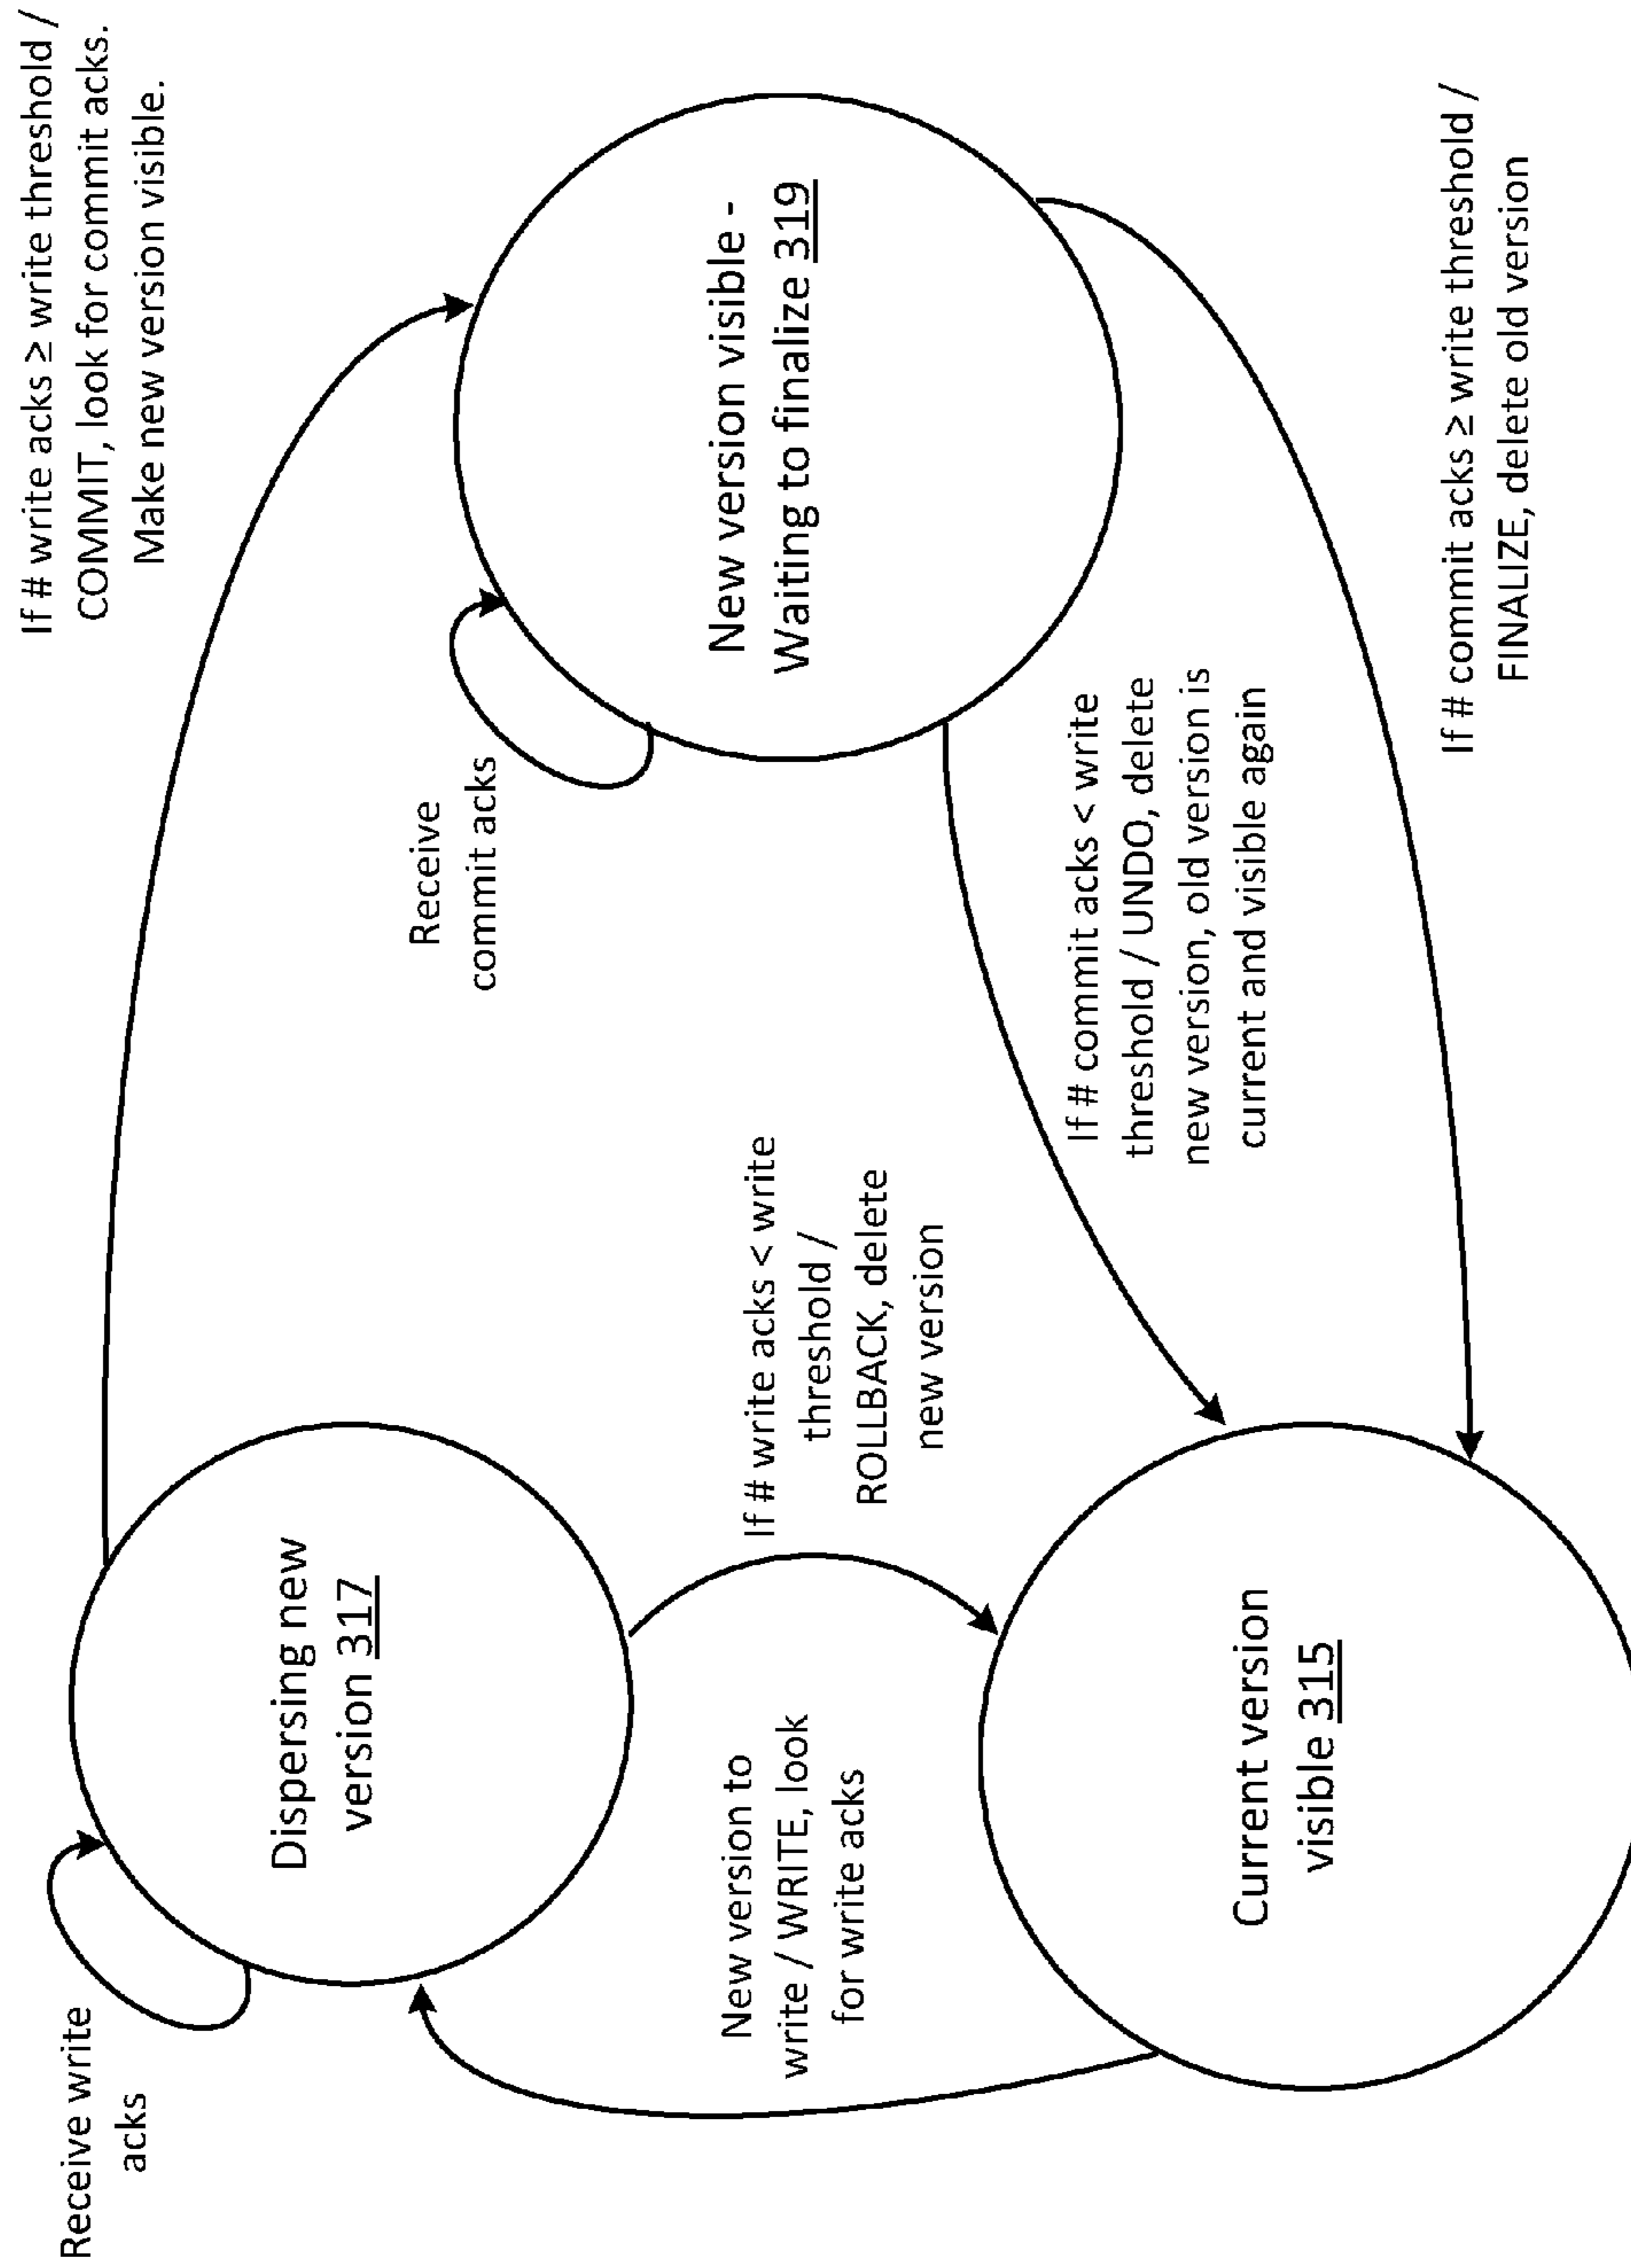 Receive write
acks
If # write acks ≥ write threshold /
COMMIT, look for commit acks.
Make new version visible.
Dispersing new
version 317
Receive
commit acks
New version visible -
Waiting to finalize 319
New version to
write / WRITE, look
for write acks
If # write acks < write
threshold /
ROLLBACK, delete
new version
If # commit acks < write
threshold / UNDO, delete
new version, old version is
current and visible again
Current version
visible 315
If # commit acks ≥ write threshold /
FINALIZE, delete old version